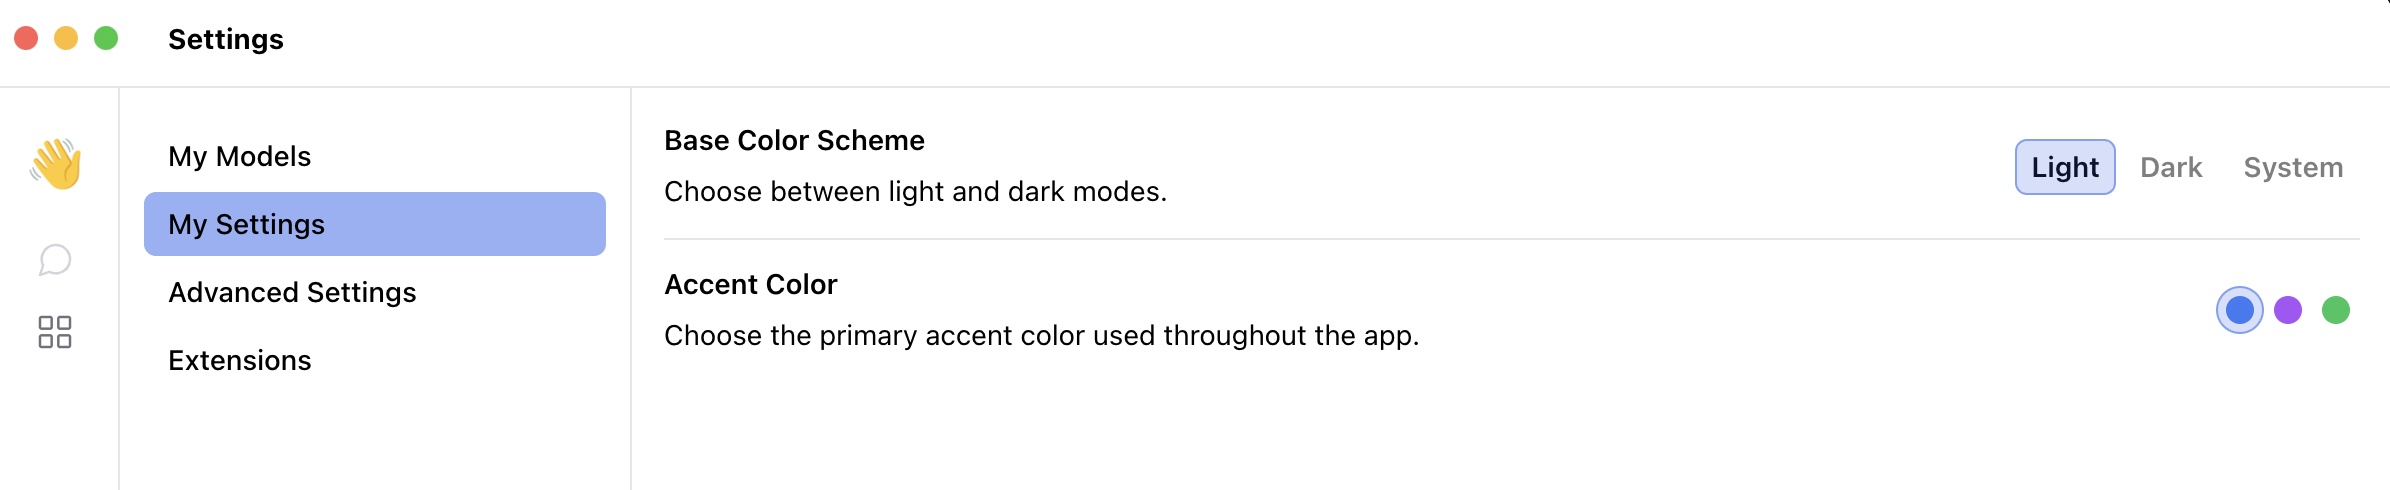 Settings
My Models
My Settings
Advanced Settings
Extensions
Base Color Scheme
Choose between light and dark modes.
Light Dark System
Accent Color
Choose the primary accent color used throughout the app.